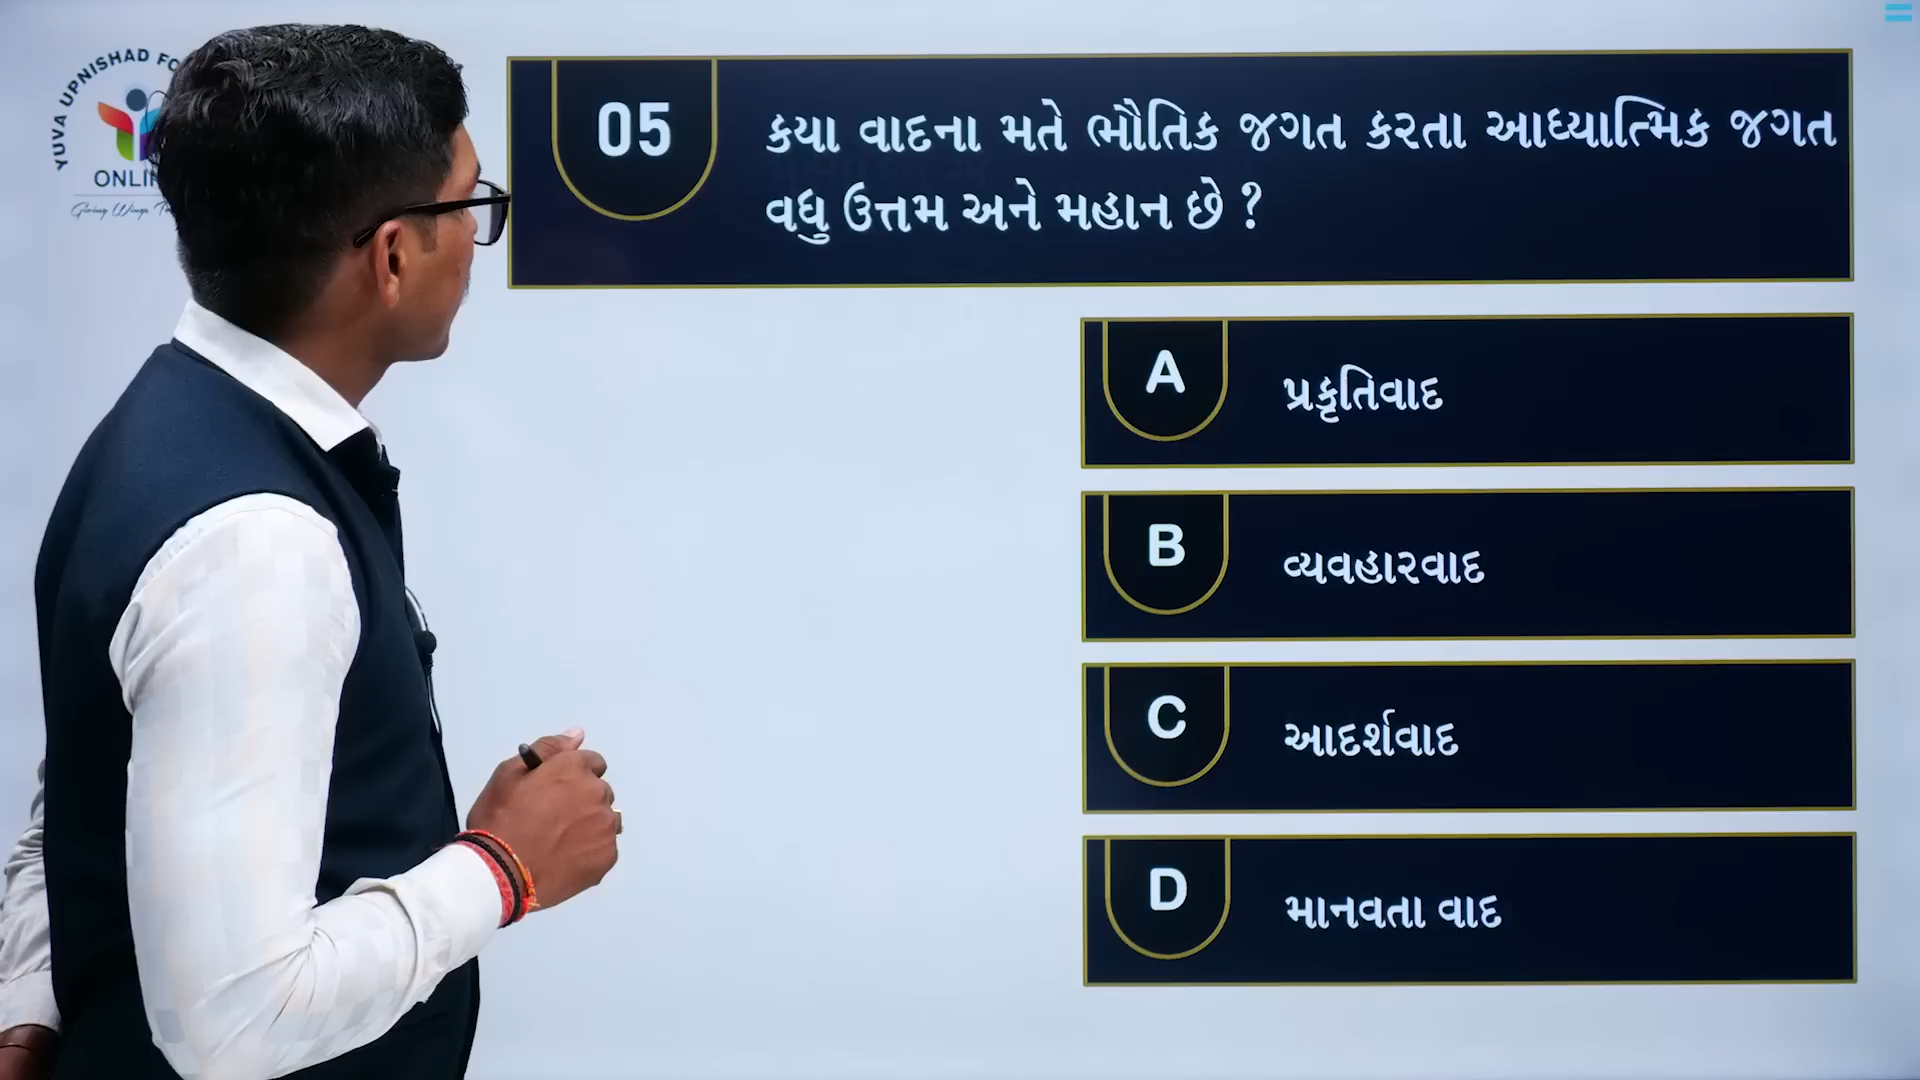 YUVA UPNISHAD
05
કયા વાદના મતે ભૌતિક જગત કરતા આધ્યાત્મિક જગત
વધુ ઉત્તમ અને મહાન છે ?
A
પ્રકૃતિવાદ
B
વ્યવહારવાદ
C
આદર્શવાદ
D
માનવતા વાદ